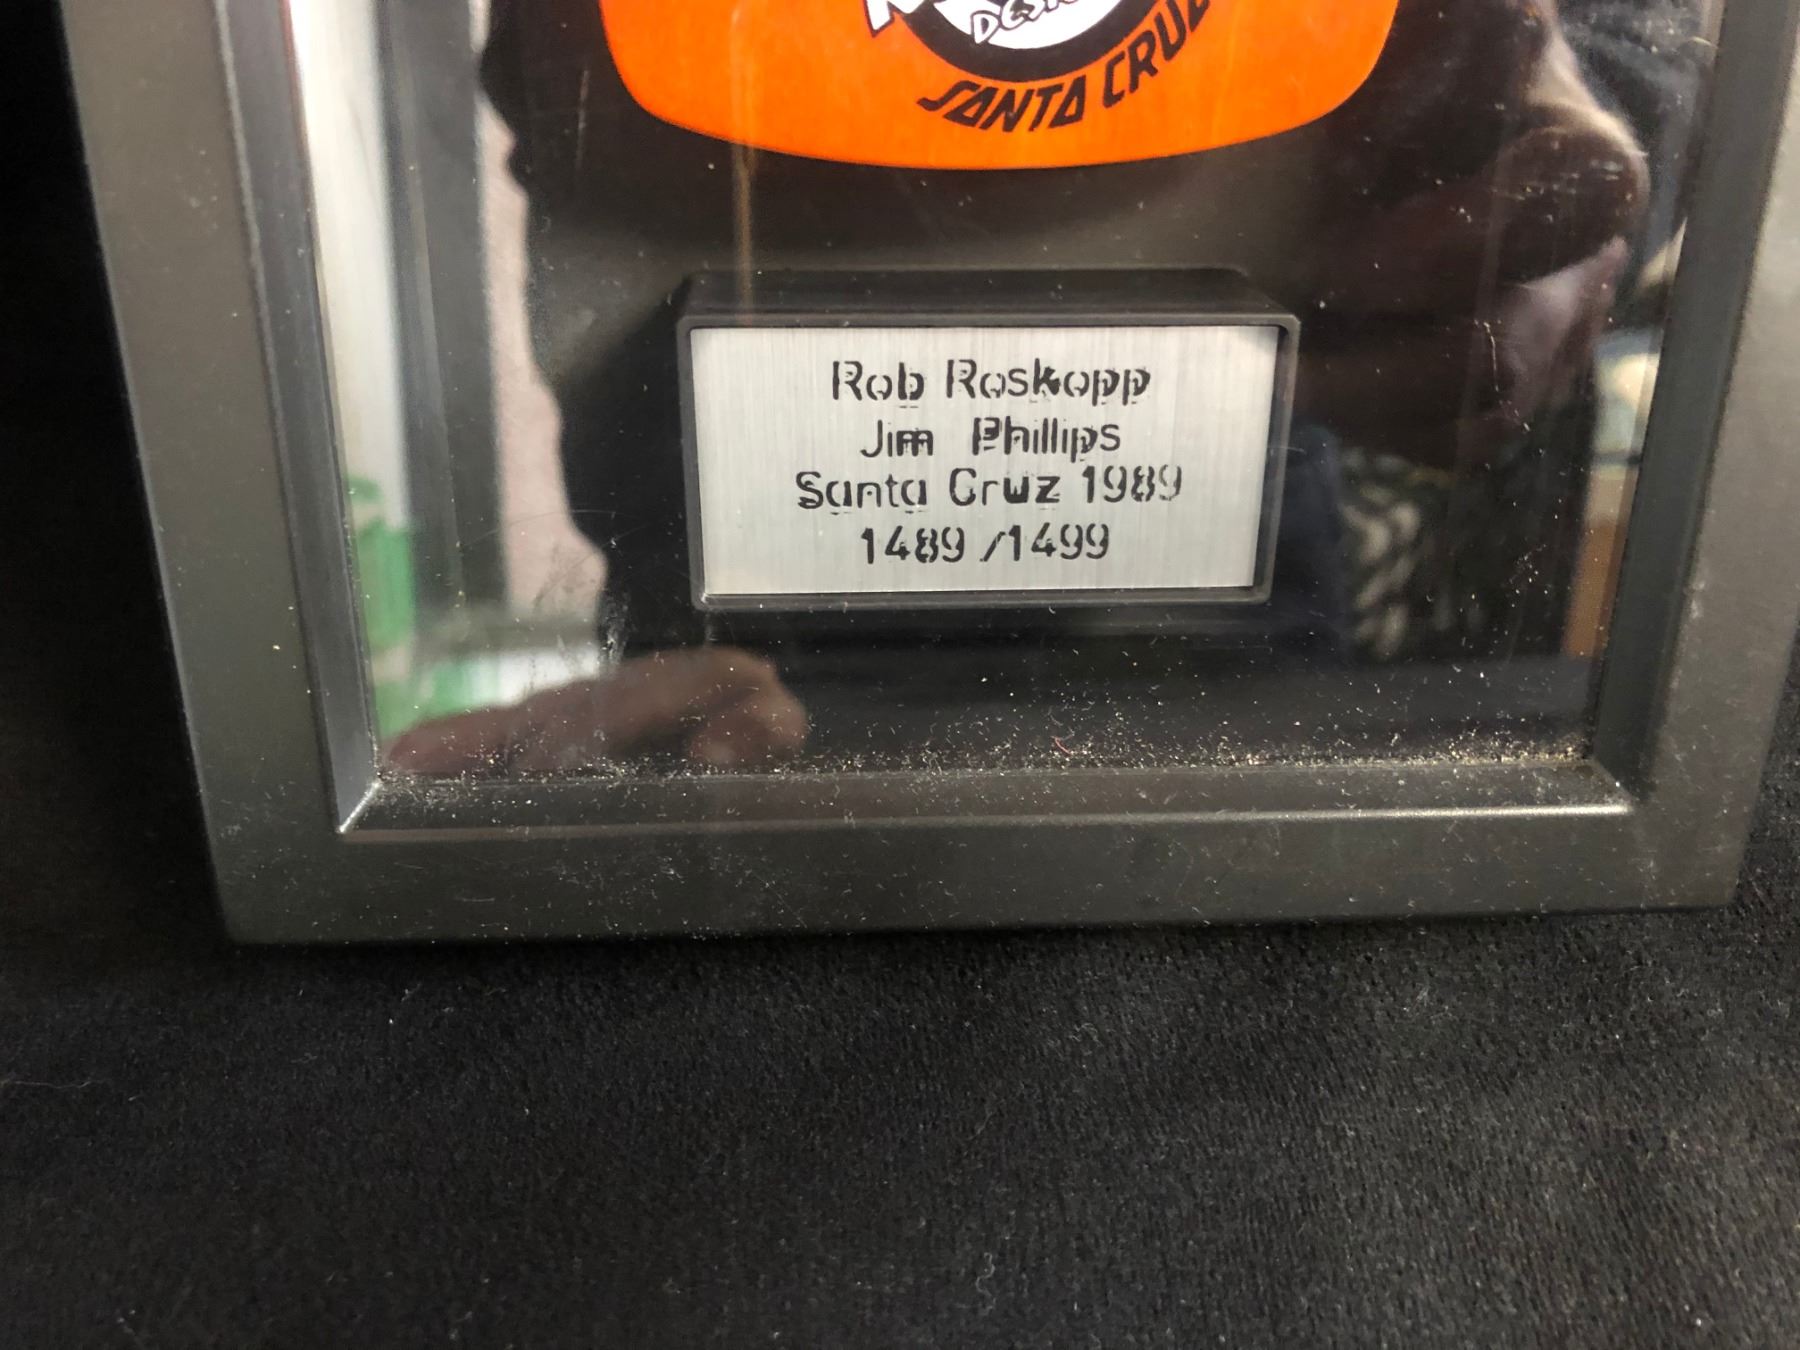 SANTA CRUZ
Rob Roskopp
Jim Phillips
Santa Cruz 1989
1489 /1499